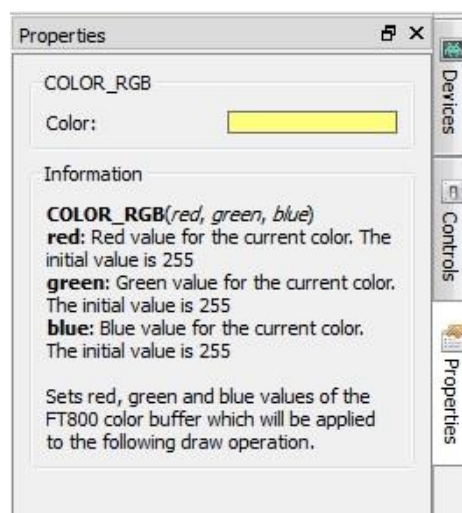 Properties
COLOR_RGB
Color:
Information
COLOR_RGB(red, green, blue)
red: Red value for the current color. The
initial value is 255
green: Green value for the current color.
The initial value is 255
blue: Blue value for the current color.
The initial value is 255
Sets red, green and blue values of the
FT800 color buffer which will be applied
to the following draw operation.
Devices
Controls
Properties